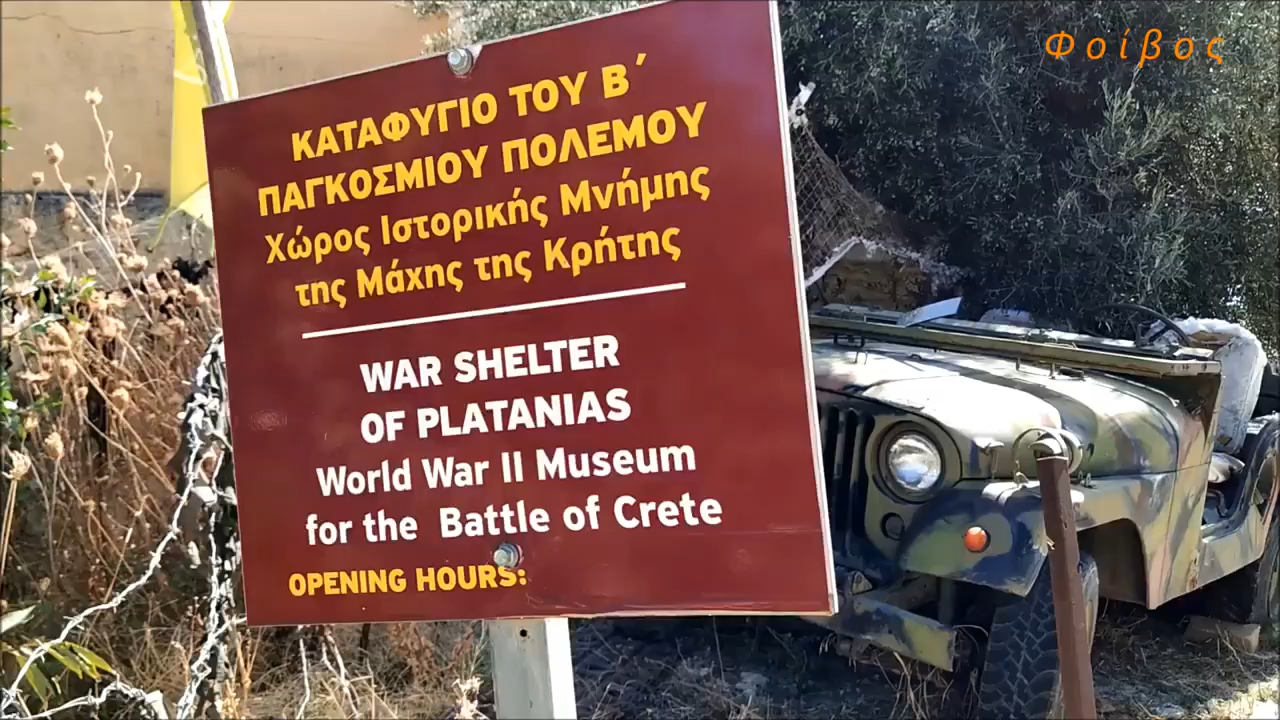 Φοίβος
ΚΑΤΑΦΥΓΙΟ ΤΟΥ Β΄
ΠΑΓΚΟΣΜΙΟΥ ΠΟΛΕΜΟΥ
Χώρος Ιστορικής Μνήμης
της Μάχης της Κρήτης
WAR SHELTER
OF PLATANIAS
World War II Museum
for the Battle of Crete
OPENING HOURS: